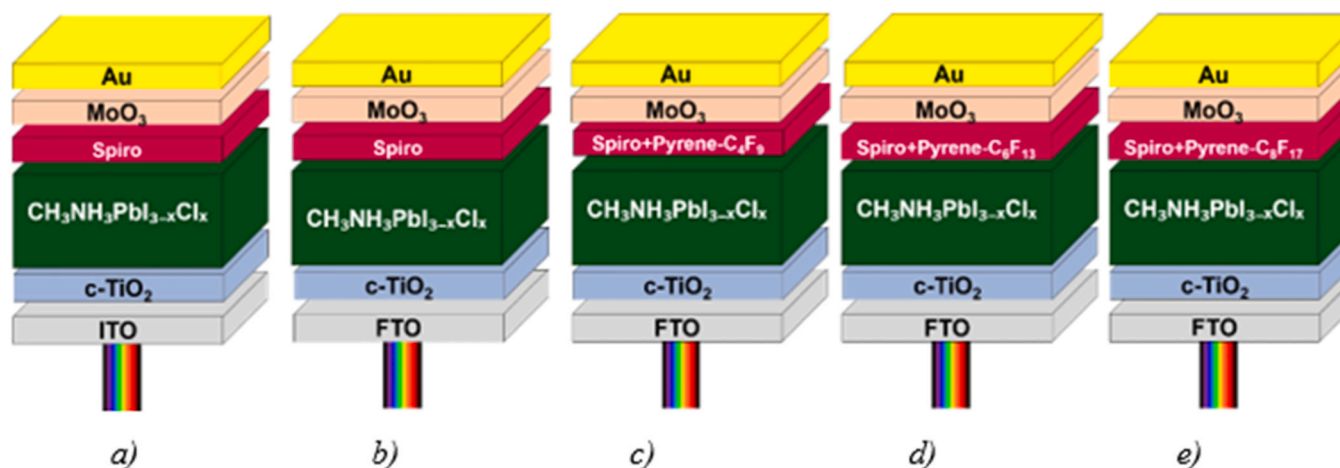 Au
MoO₃
Spiro
CH₃NH₃PbI₃₋ₓClₓ
c-TiO₂
ITO
a)
Au
MoO₃
Spiro
CH₃NH₃PbI₃₋ₓClₓ
c-TiO₂
FTO
b)
Au
MoO₃
Spiro+Pyrene-C₄F₉
CH₃NH₃PbI₃₋ₓClₓ
c-TiO₂
FTO
c)
Au
MoO₃
Spiro+Pyrene-C₆F₁₃
CH₃NH₃PbI₃₋ₓClₓ
c-TiO₂
FTO
d)
Au
MoO₃
Spiro+Pyrene-C₈F₁₇
CH₃NH₃PbI₃₋ₓClₓ
c-TiO₂
FTO
e)